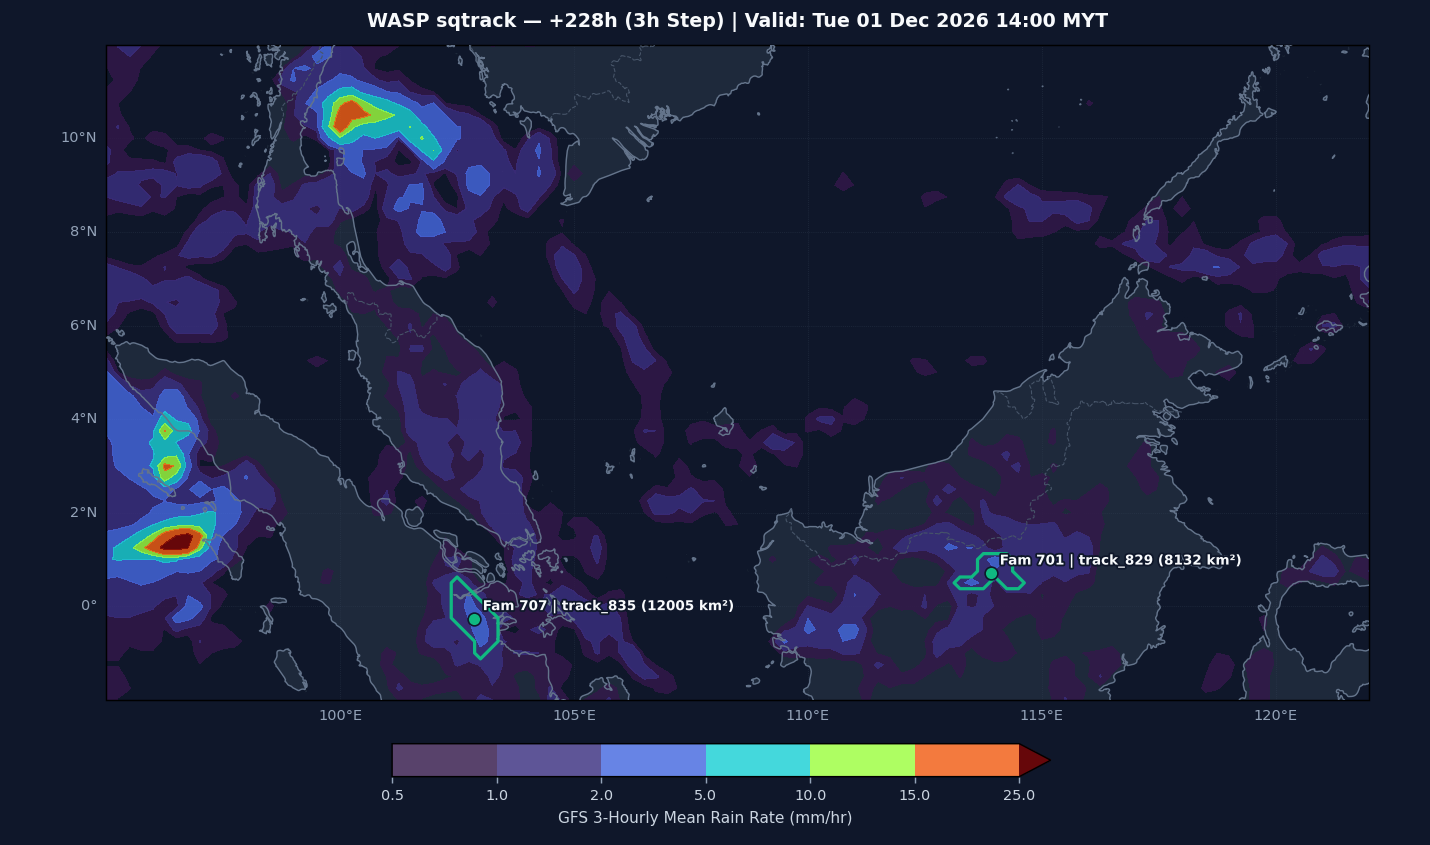 WASP sqtrack — +228h (3h Step) | Valid: Tue 01 Dec 2026 14:00 MYT
10°N
8°N
6°N
4°N
2°N
0°
Fam 701 | track_829 (8132 km²)
Fam 707 | track_835 (12005 km²)
100°E
105°E
110°E
115°E
120°E
0.5
1.0
2.0
5.0
10.0
15.0
25.0
GFS 3-Hourly Mean Rain Rate (mm/hr)